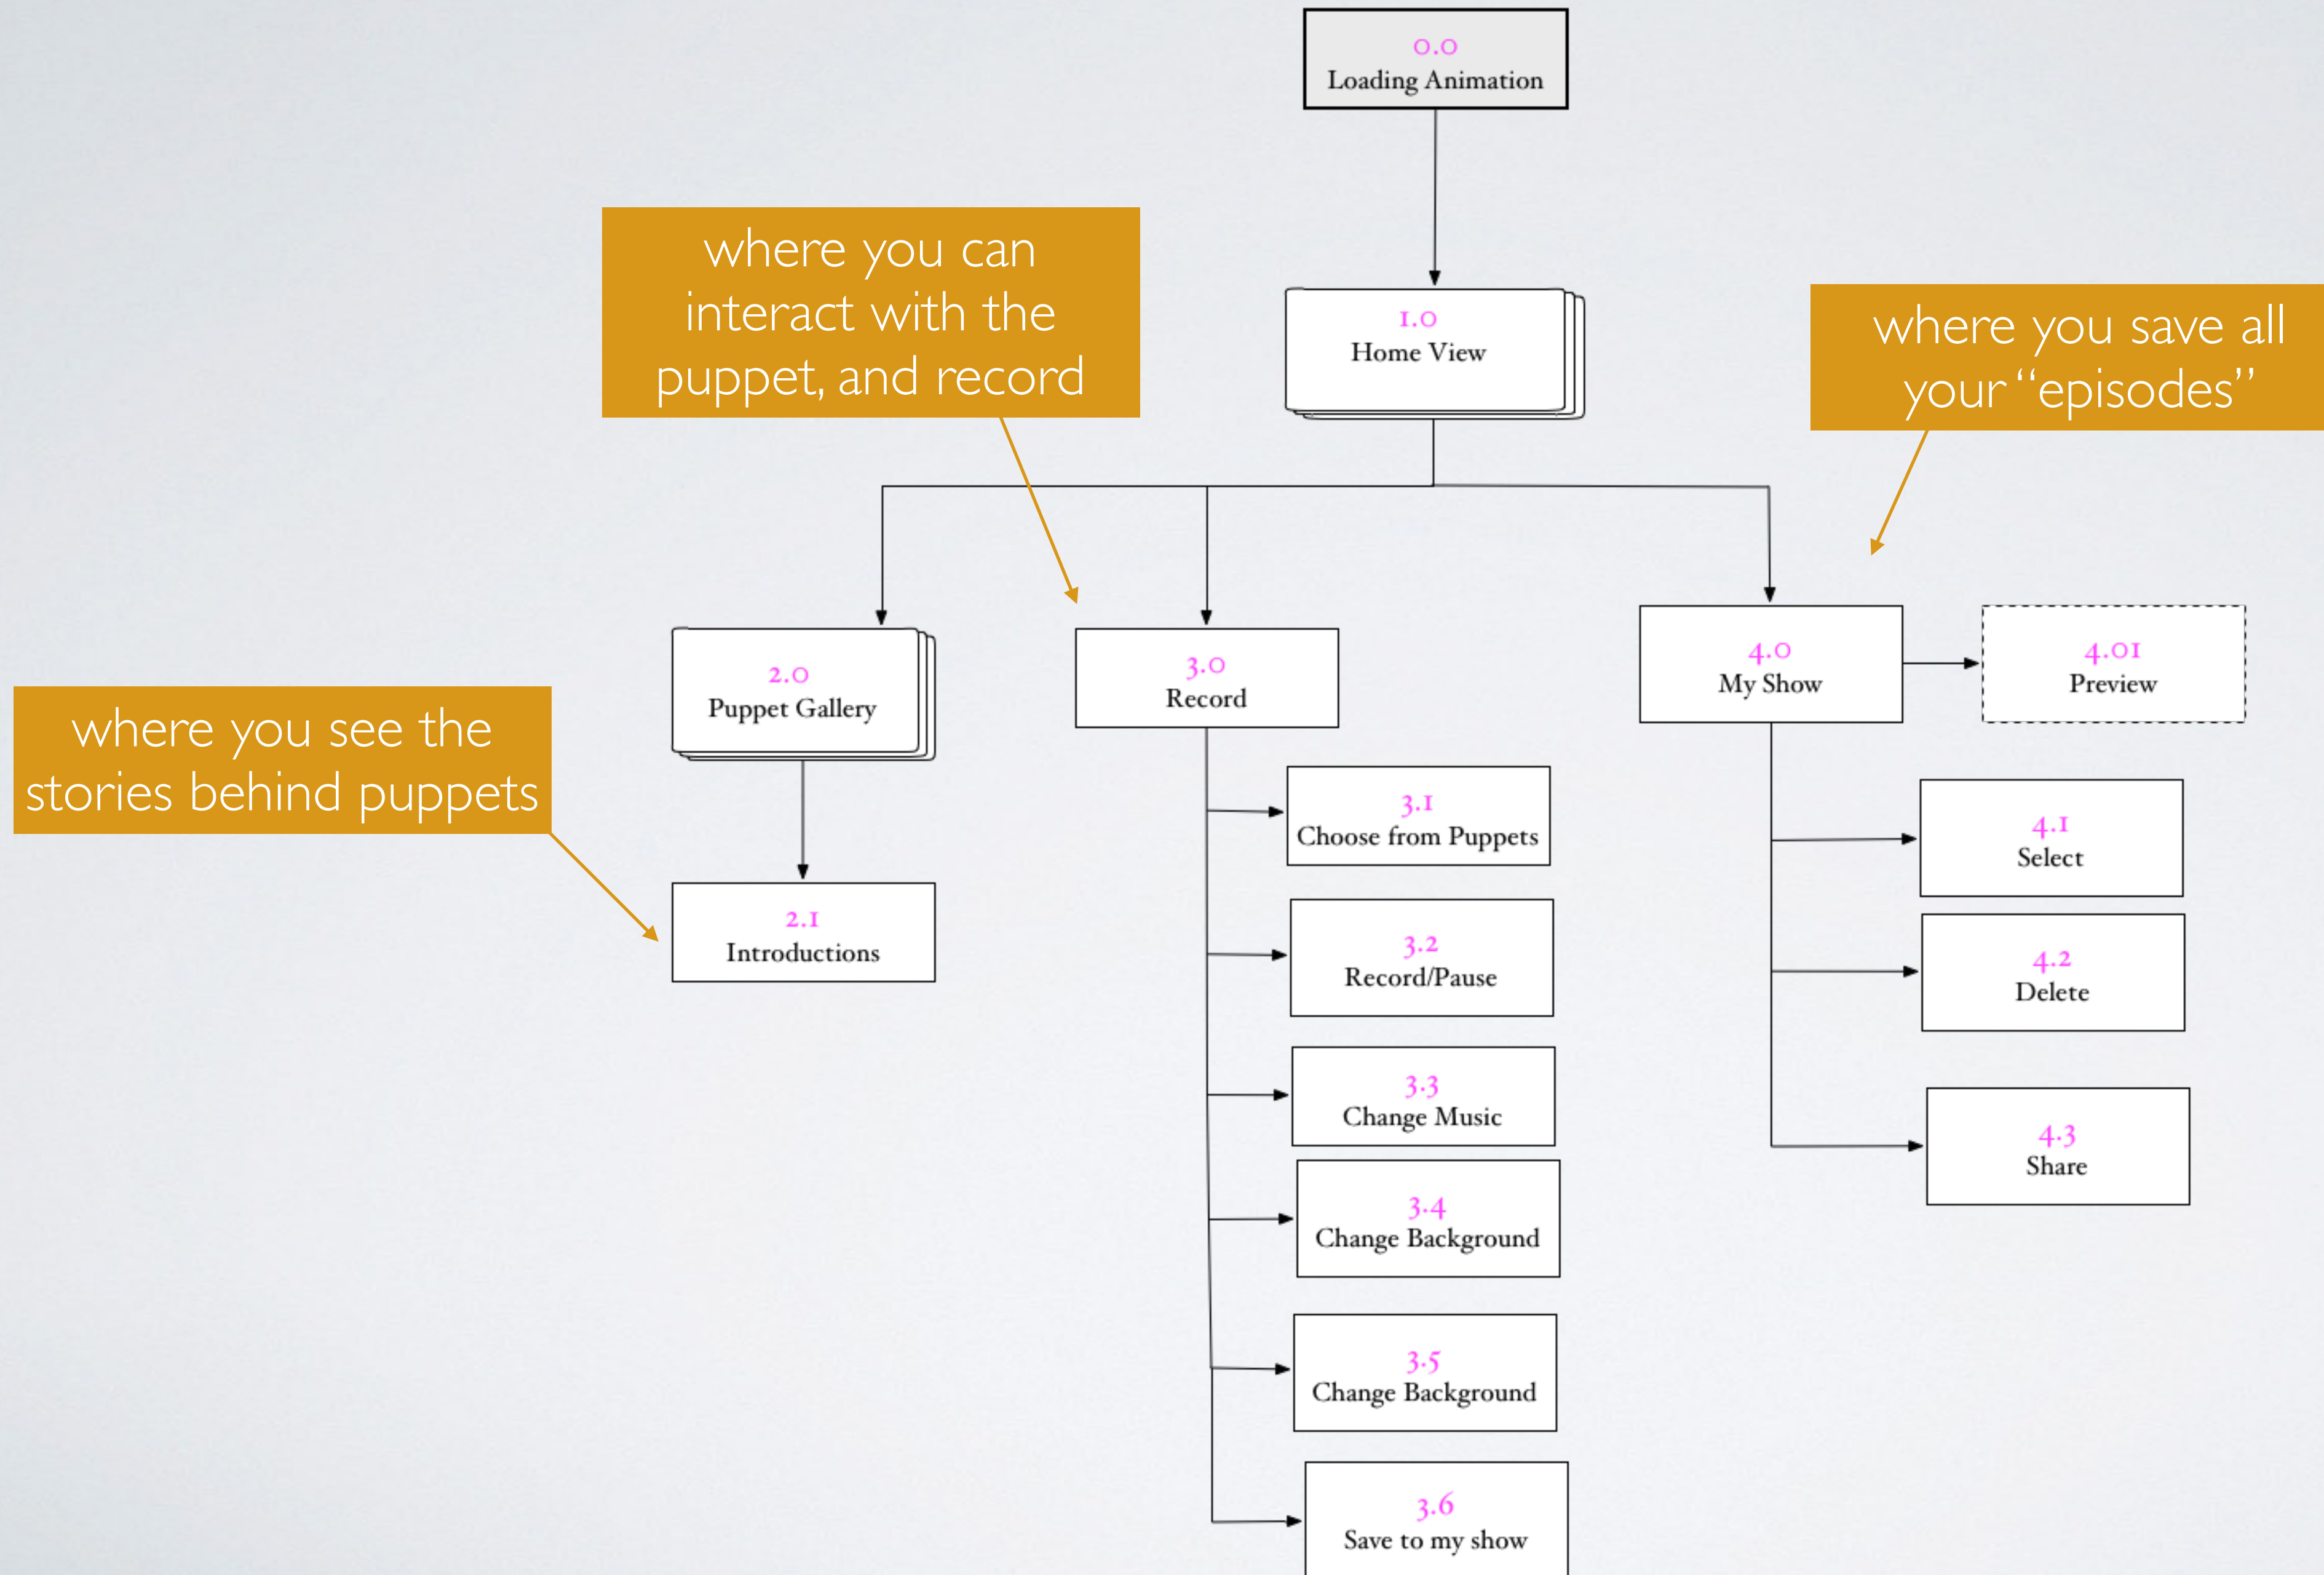 0.0
Loading Animation
where you can
interact with the
puppet, and record
1.0
Home View
where you save all
your “episodes”
2.0
Puppet Gallery
3.0
Record
4.0
My Show
4.01
Preview
where you see the
stories behind puppets
2.1
Introductions
3.1
Choose from Puppets
3.2
Record/Pause
3.3
Change Music
3.4
Change Background
3.5
Change Background
3.6
Save to my show
4.1
Select
4.2
Delete
4.3
Share